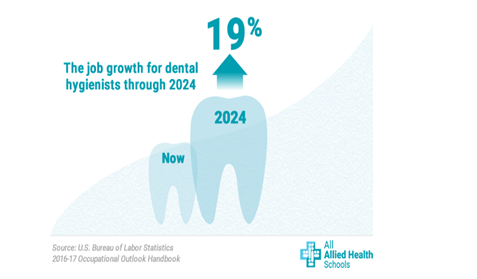 19%
The job growth for dental
hygienists through 2024
2024
Now
Source: U.S. Bureau of Labor Statistics
2016-17 Occupational Outlook Handbook
All
Allied Health
Schools